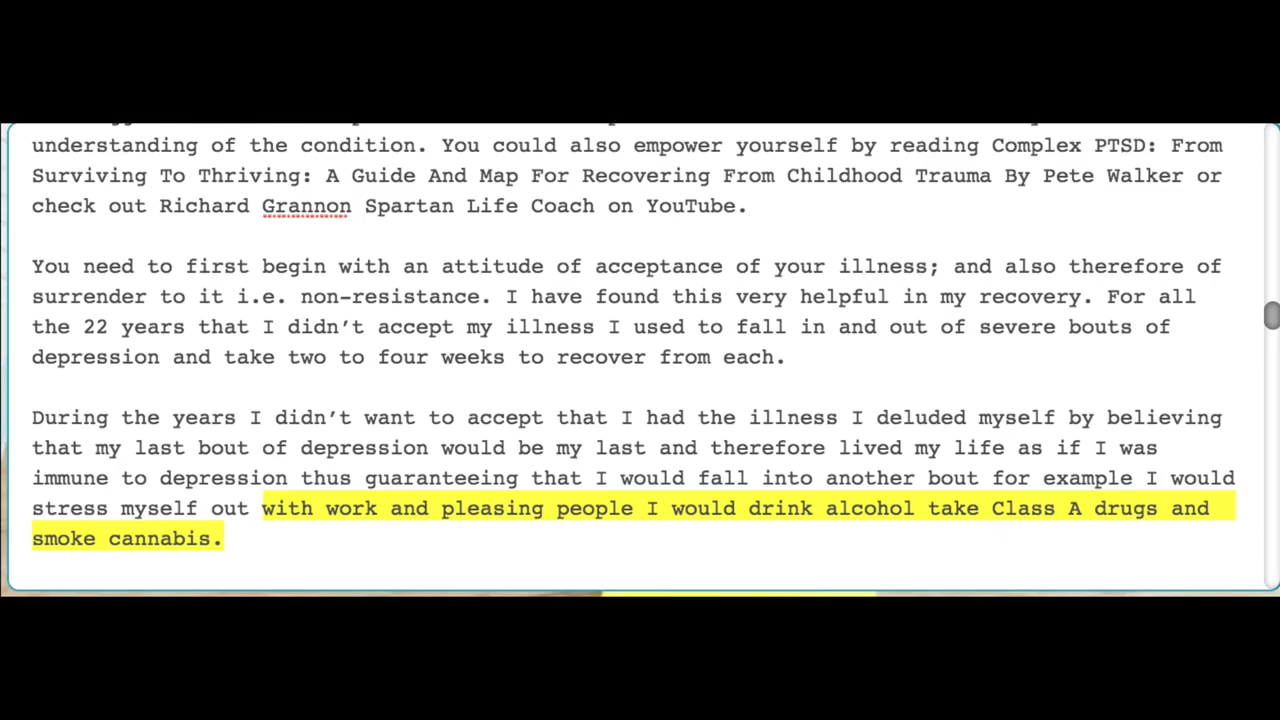 understanding of the condition. You could also empower yourself by reading Complex PTSD: From
Surviving To Thriving: A Guide And Map For Recovering From Childhood Trauma By Pete Walker or
check out Richard Grannon Spartan Life Coach on YouTube.
You need to first begin with an attitude of acceptance of your illness; and also therefore of
surrender to it i.e. non-resistance. I have found this very helpful in my recovery. For all
the 22 years that I didn’t accept my illness I used to fall in and out of severe bouts of
depression and take two to four weeks to recover from each.
During the years I didn’t want to accept that I had the illness I deluded myself by believing
that my last bout of depression would be my last and therefore lived my life as if I was
immune to depression thus guaranteeing that I would fall into another bout for example I would
stress myself out with work and pleasing people I would drink alcohol take Class A drugs and
smoke cannabis.